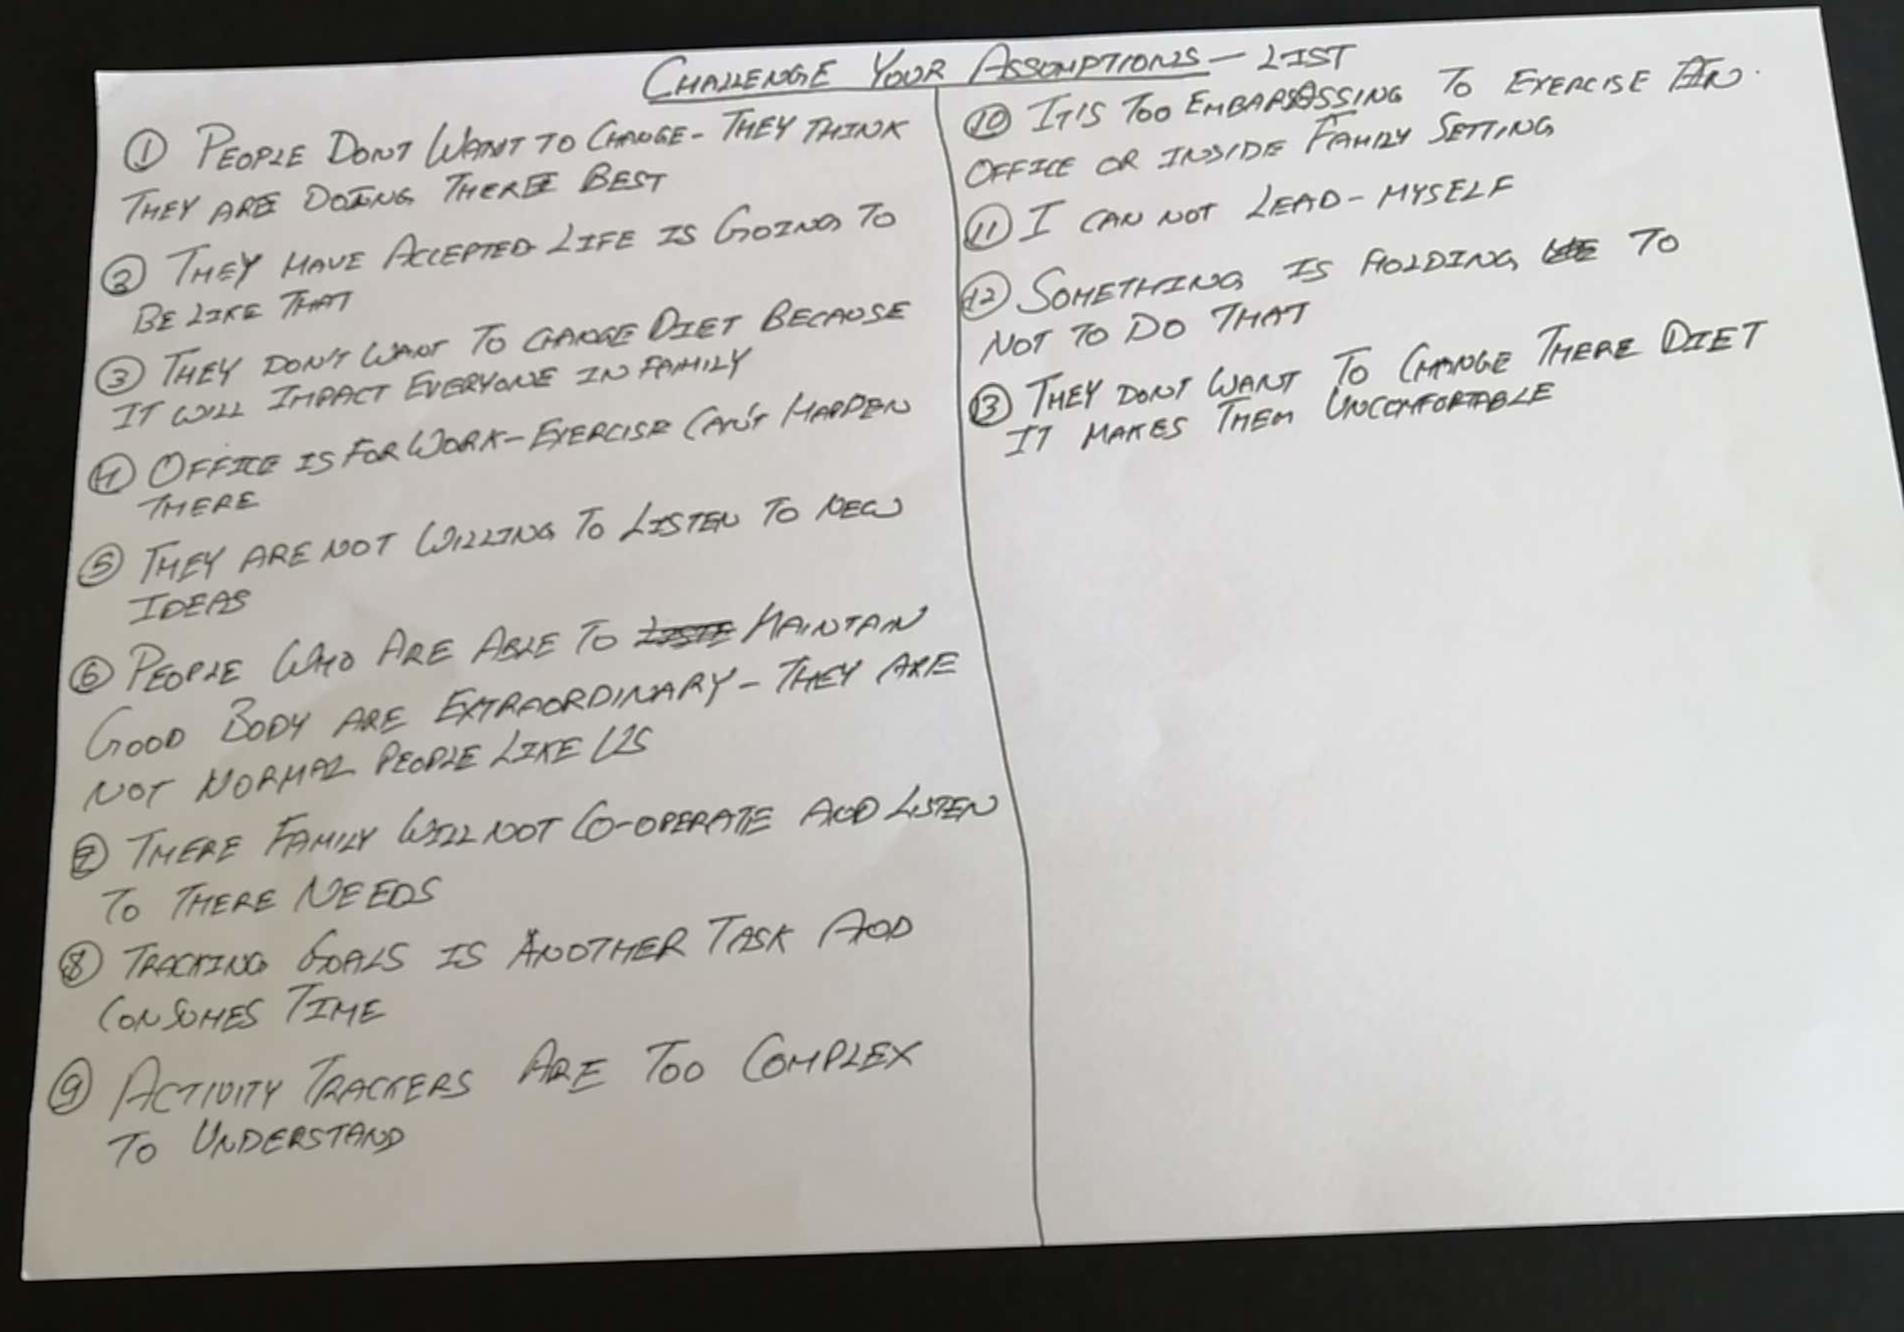 CHALLENGE YOUR ASSUMPTIONS - LIST
① PEOPLE DONT WANT TO CHANGE - THEY THINK
THEY ARE DOING THERE BEST
② THEY HAVE ACCEPTED LIFE IS GOING TO
BE LIKE THAT
③ THEY DON'T WANT TO CHANGE DIET BECAUSE
IT WILL IMPACT EVERYONE IN FAMILY
④ OFFICE IS FOR WORK - EXERCISE CAN'T HAPPEN
THERE
⑤ THEY ARE NOT WILLING TO LISTEN TO NEW
IDEAS
⑥ PEOPLE WHO ARE ABLE TO MAINTAIN
GOOD BODY ARE EXTRAORDINARY - THEY ARE
NOT NORMAL PEOPLE LIKE US
⑦ THERE FAMILY WILL NOT CO-OPERATE AND LISTEN
TO THERE NEEDS
⑧ TRACKING GOALS IS ANOTHER TASK AND
CONSUMES TIME
⑨ ACTIVITY TRACKERS ARE TOO COMPLEX
TO UNDERSTAND
⑩ IT'S TOO EMBARSASSING TO EXERCISE IN
OFFICE OR INSIDE FAMILY SETTING
⑪ I CAN NOT LEAD - MYSELF
⑫ SOMETHING IS HOLDING TO
NOT TO DO THAT
⑬ THEY DONT WANT TO CHANGE THERE DIET
IT MAKES THEM UNCOMFORTABLE